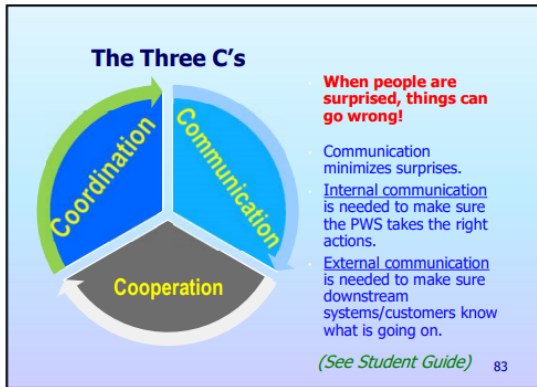 The Three C's
Coordination
Communication
Cooperation
When people are
surprised, things can
go wrong!
Communication
minimizes surprises.
Internal communication
is needed to make sure
the PWS takes the right
actions.
External communication
is needed to make sure
downstream
systems/customers know
what is going on.
(See Student Guide)
83